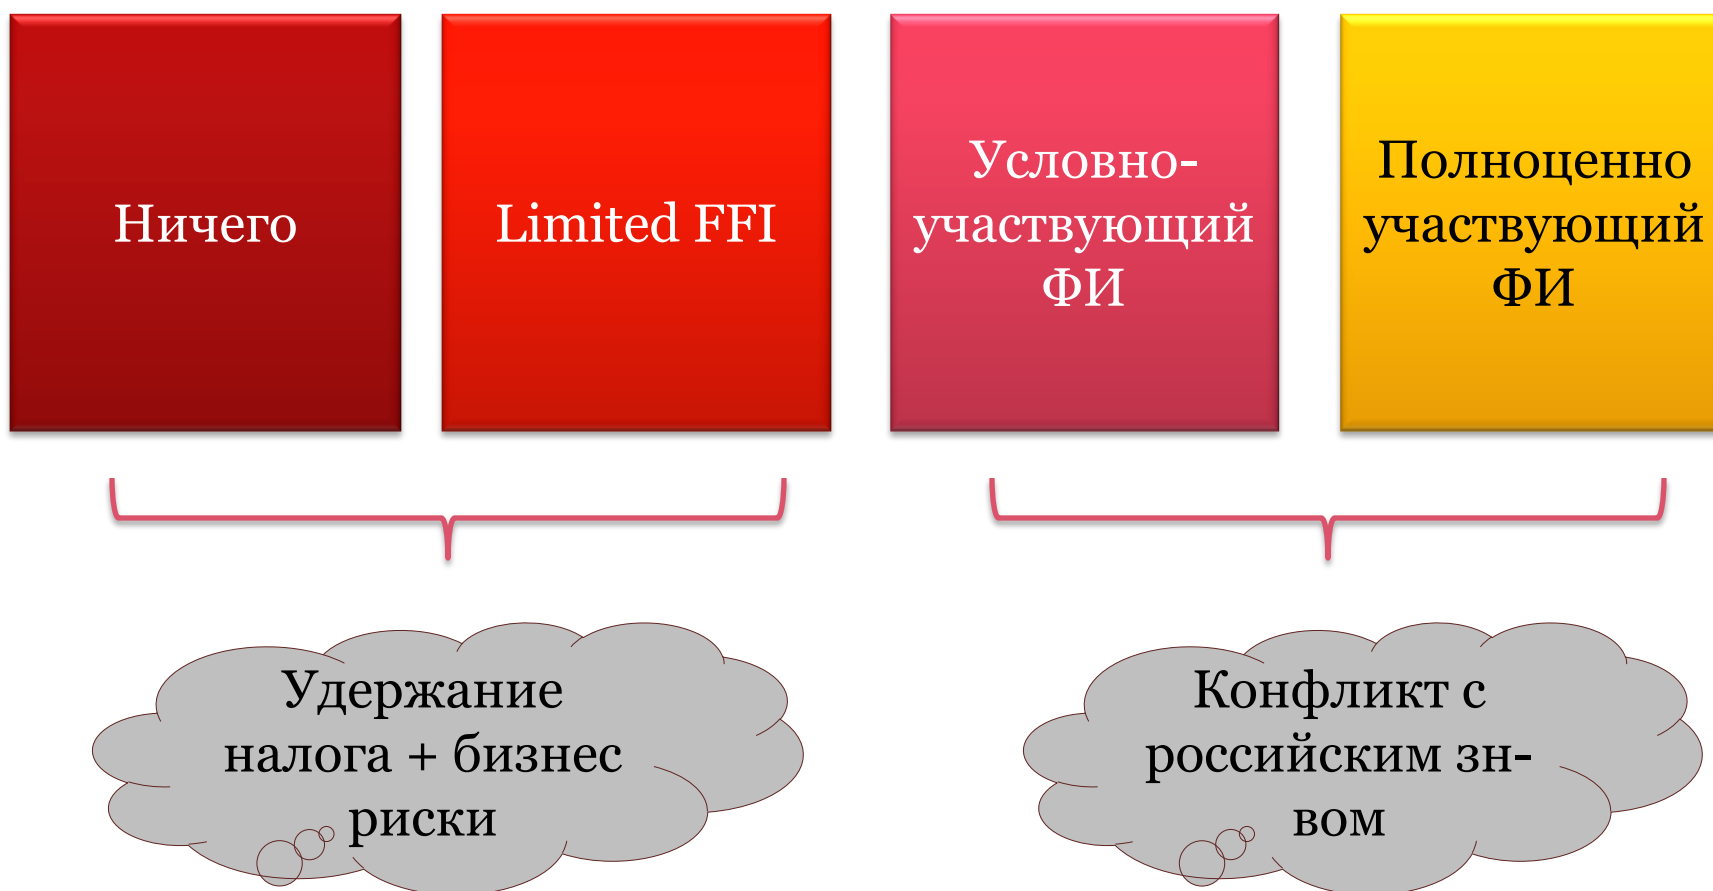 Ничего
Limited FFI
Условно-
участвующий
ФИ
Полноценно
участвующий
ФИ
Удержание
налога + бизнес
риски
Конфликт с
российским зн-
вом